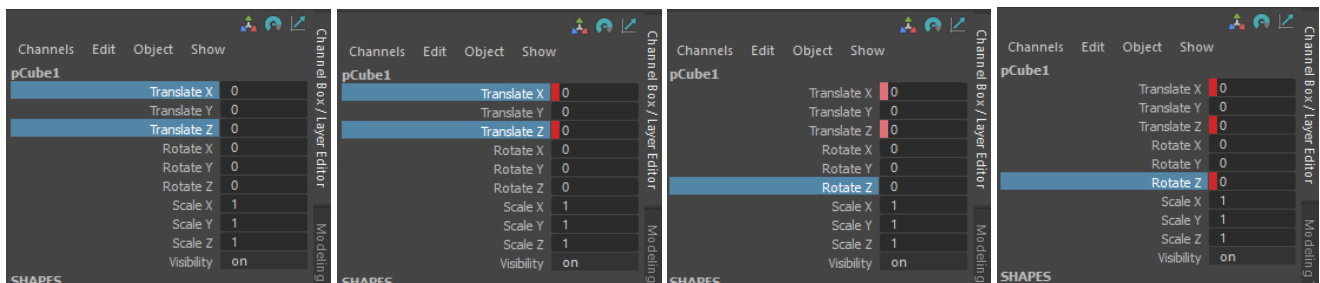 Channels Edit Object Show
pCube1
Translate X 0
Translate Y 0
Translate Z 0
Rotate X 0
Rotate Y 0
Rotate Z 0
Scale X 1
Scale Y 1
Scale Z 1
Visibility on
SHAPES
Channel Box / Layer Editor
Modeling
Channels Edit Object Show
pCube1
Translate X 0
Translate Y 0
Translate Z 0
Rotate X 0
Rotate Y 0
Rotate Z 0
Scale X 1
Scale Y 1
Scale Z 1
Visibility on
SHAPES
Channel Box / Layer Editor
Modeling
Channels Edit Object Show
pCube1
Translate X 0
Translate Y 0
Translate Z 0
Rotate X 0
Rotate Y 0
Rotate Z 0
Scale X 1
Scale Y 1
Scale Z 1
Visibility on
SHAPES
Channel Box / Layer Editor
Modeling
Channels Edit Object Show
pCube1
Translate X 0
Translate Y 0
Translate Z 0
Rotate X 0
Rotate Y 0
Rotate Z 0
Scale X 1
Scale Y 1
Scale Z 1
Visibility on
SHAPES
Channel Box / Layer Editor
Modeling